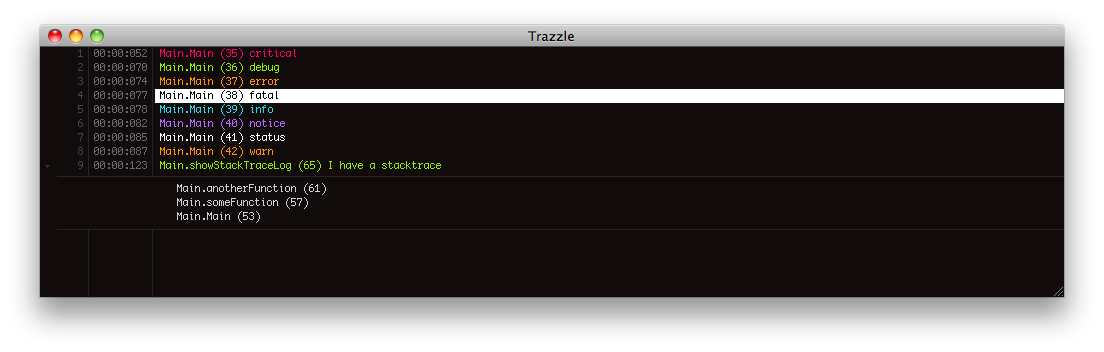 Trazzle
1 00:00:052 Main.Main (35) critical
2 00:00:070 Main.Main (36) debug
3 00:00:074 Main.Main (37) error
4 00:00:077 Main.Main (38) fatal
5 00:00:078 Main.Main (39) info
6 00:00:082 Main.Main (40) notice
7 00:00:085 Main.Main (41) status
8 00:00:087 Main.Main (42) warn
9 00:00:123 Main.showStackTraceLog (65) I have a stacktrace
Main.anotherFunction (61)
Main.someFunction (57)
Main.Main (53)